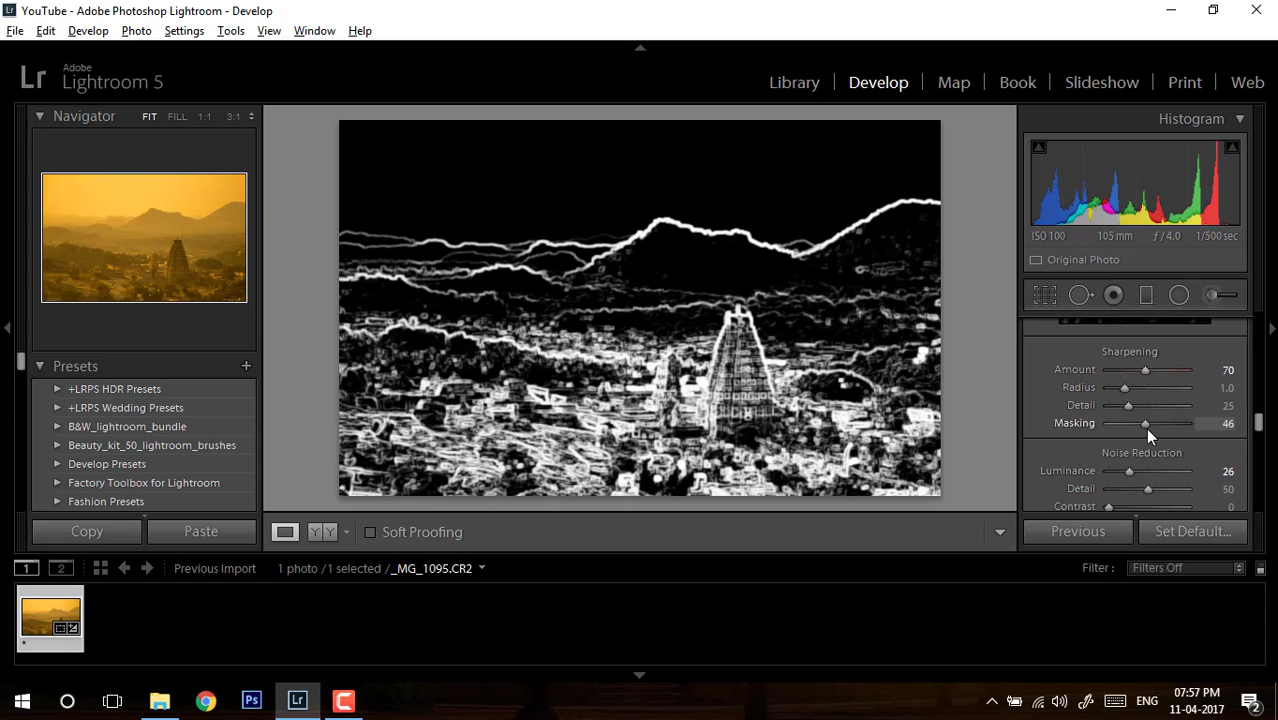 YouTube - Adobe Photoshop Lightroom - Develop
File Edit Develop Photo Settings Tools View Window Help
Lr Adobe Lightroom 5
Library Develop Map Book Slideshow Print Web
Navigator FIT FILL 1:1 3:1
Histogram
ISO 100 105 mm ƒ / 4.0 1/500 sec
Original Photo
Sharpening
Amount 70
Radius 1.0
Detail 25
Masking 46
Noise Reduction
Luminance 26
Detail 50
Contrast 0
Presets +
+LRPS HDR Presets
+LRPS Wedding Presets
B&W_lightroom_bundle
Beauty_kit_50_lightroom_brushes
Develop Presets
Factory Toolbox for Lightroom
Fashion Presets
Copy Paste
Y Y Soft Proofing
Previous Set Default...
1 2 Previous Import 1 photo / 1 selected / _MG_1095.CR2 Filter : Filters Off
Ps Lr
ENG 07:57 PM
11-04-2017 2